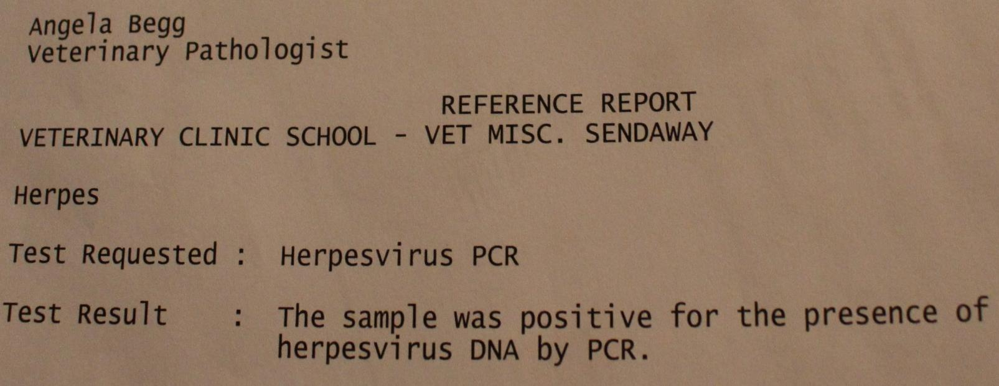 Angela Begg
Veterinary Pathologist
REFERENCE REPORT
VETERINARY CLINIC SCHOOL - VET MISC. SENDAWAY
Herpes
Test Requested : Herpesvirus PCR
Test Result : The sample was positive for the presence of
herpesvirus DNA by PCR.